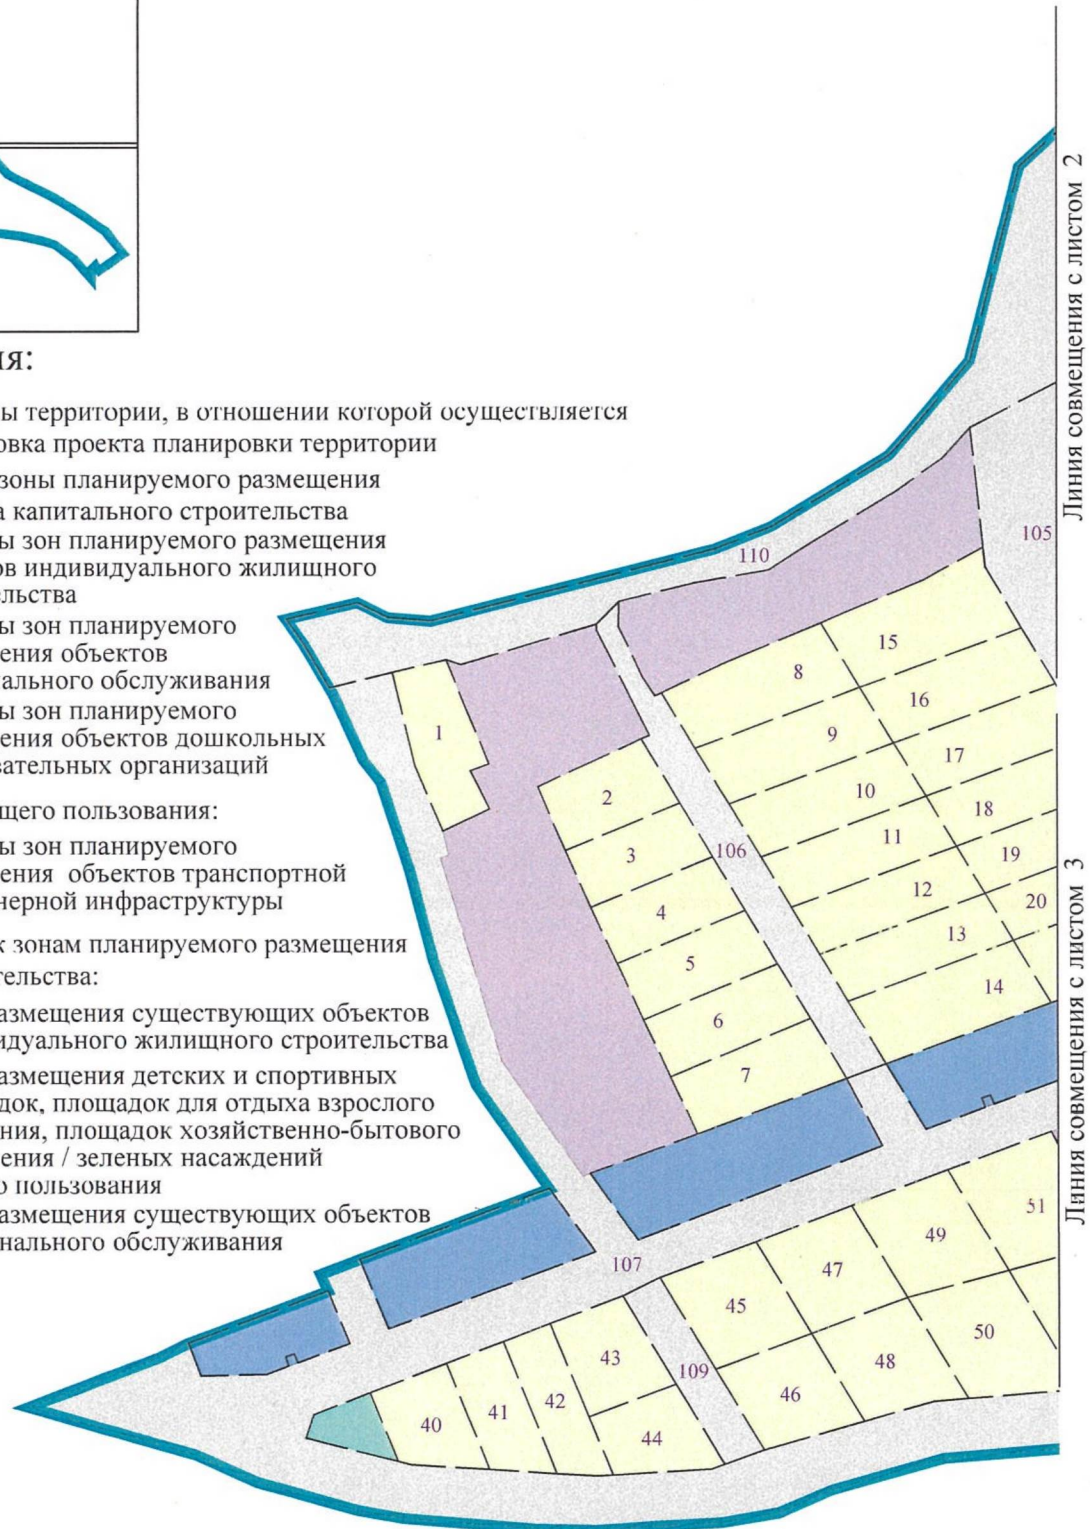 ия:
ы территории, в отношении которой осуществляется
овка проекта планировки территории
зоны планируемого размещения
а капитального строительства
ы зон планируемого размещения
ов индивидуального жилищного
ельства
ы зон планируемого
ения объектов
нального обслуживания
ы зон планируемого
ения объектов дошкольных
вательных организаций
щего пользования:
ы зон планируемого
ения объектов транспортной
нерной инфраструктуры
к зонам планируемого размещения
тельства:
азмещения существующих объектов
идуального жилищного строительства
азмещения детских и спортивных
док, площадок для отдыха взрослого
ния, площадок хозяйственно-бытового
ения / зеленых насаждений
о пользования
азмещения существующих объектов
нального обслуживания
Линия совмещения с листом 2
Линия совмещения с листом 3
110
105
15
8
16
1
9
17
2
10
18
3
106
11
19
4
12
20
5
13
6
14
7
51
49
107
47
45
50
43
48
109
46
42
41
40
44